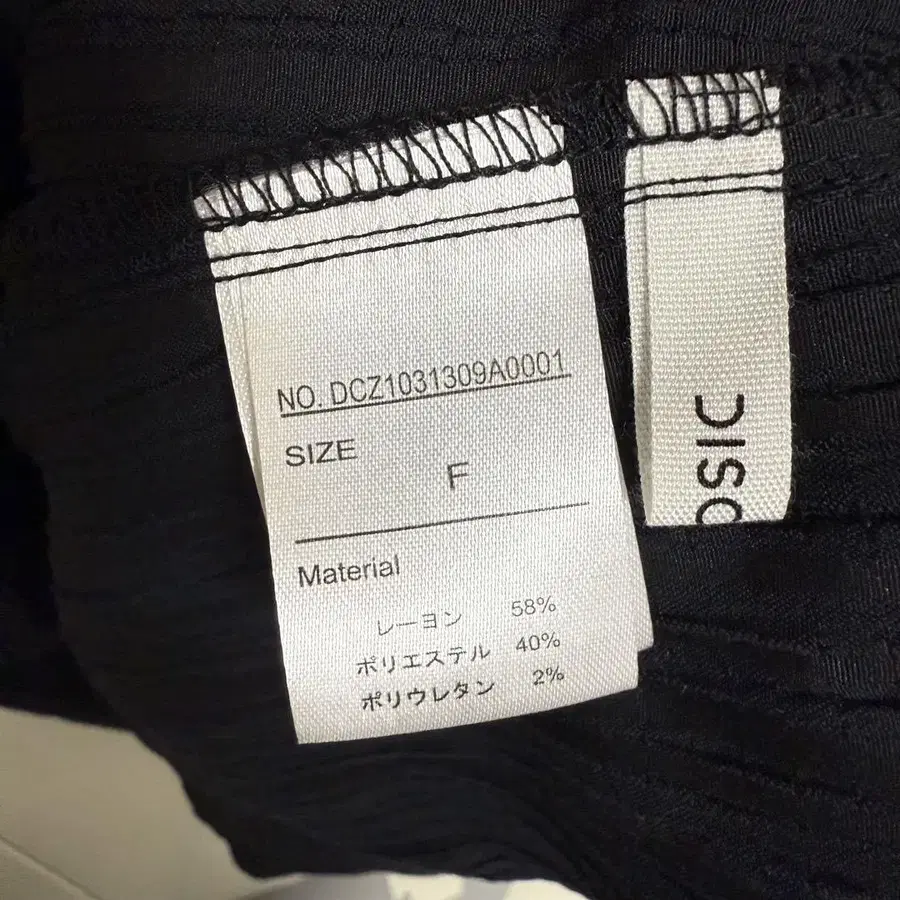 NO. DCZ1031309A0001
SIZE
F
Material
レーヨン 58%
ポリエステル 40%
ポリウレタン 2%
OSIC